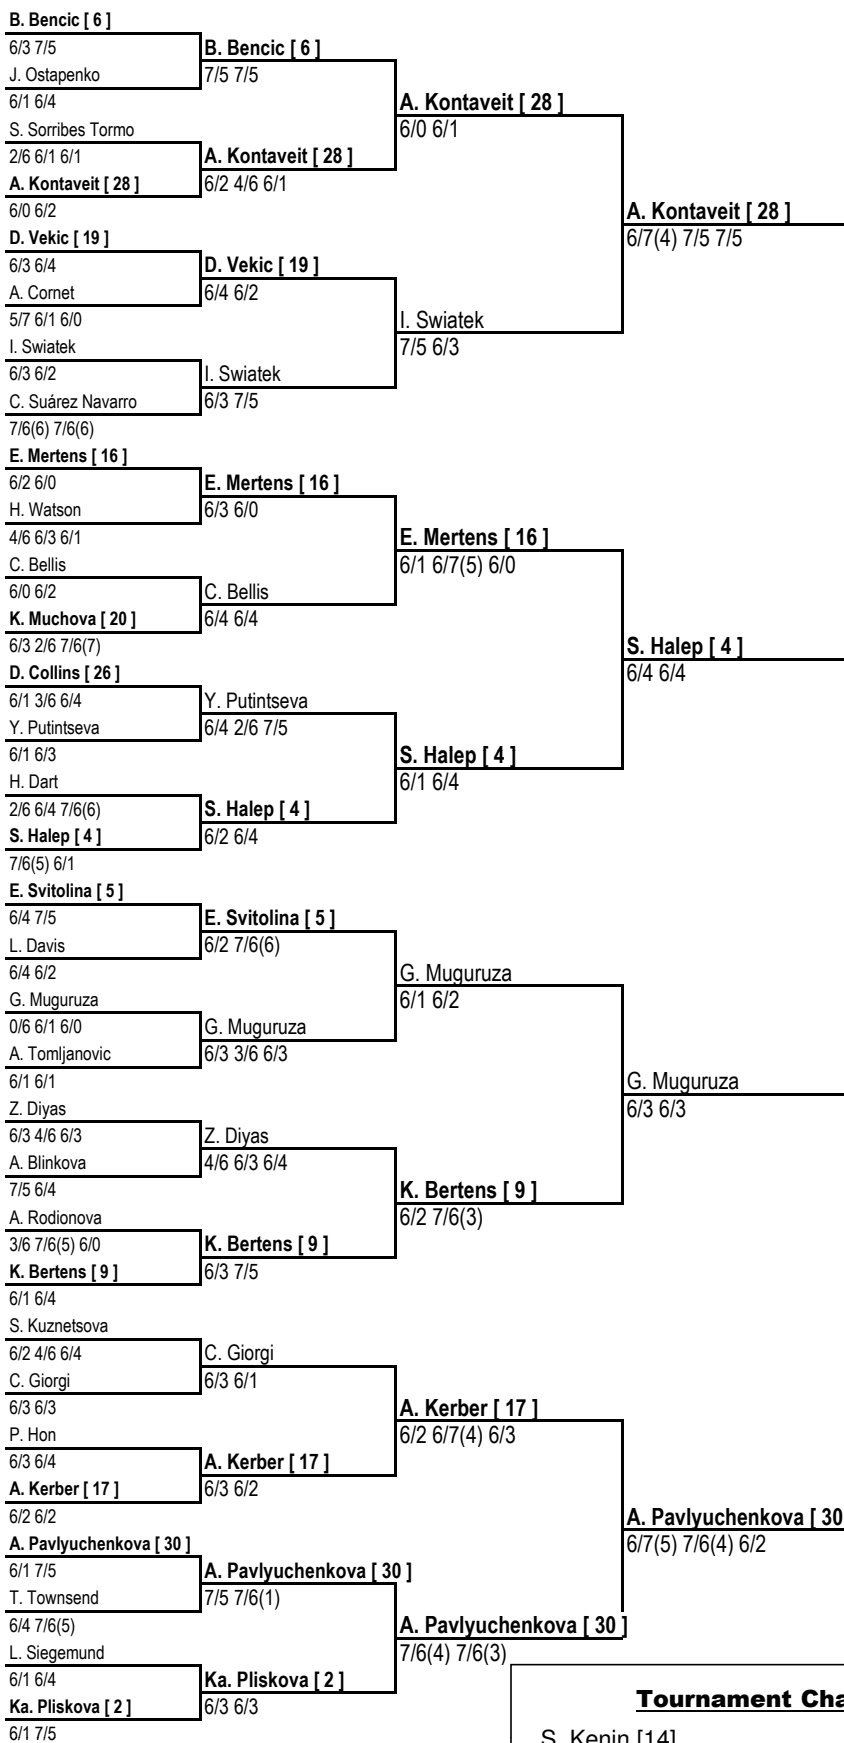 B. Bencic [ 6 ]
6/3 7/5
J. Ostapenko
6/1 6/4
S. Sorribes Tormo
2/6 6/1 6/1
A. Kontaveit [ 28 ]
6/0 6/2
D. Vekic [ 19 ]
6/3 6/4
A. Cornet
5/7 6/1 6/0
I. Swiatek
6/3 6/2
C. Suárez Navarro
7/6(6) 7/6(6)
E. Mertens [ 16 ]
6/2 6/0
H. Watson
4/6 6/3 6/1
C. Bellis
6/0 6/2
K. Muchova [ 20 ]
6/3 2/6 7/6(7)
D. Collins [ 26 ]
6/1 3/6 6/4
Y. Putintseva
6/1 6/3
H. Dart
2/6 6/4 7/6(6)
S. Halep [ 4 ]
7/6(5) 6/1
E. Svitolina [ 5 ]
6/4 7/5
L. Davis
6/4 6/2
G. Muguruza
0/6 6/1 6/0
A. Tomljanovic
6/1 6/1
Z. Diyas
6/3 4/6 6/3
A. Blinkova
7/5 6/4
A. Rodionova
3/6 7/6(5) 6/0
K. Bertens [ 9 ]
6/1 6/4
S. Kuznetsova
6/2 4/6 6/4
C. Giorgi
6/3 6/3
P. Hon
6/3 6/4
A. Kerber [ 17 ]
6/2 6/2
A. Pavlyuchenkova [ 30 ]
6/1 7/5
T. Townsend
6/4 7/6(5)
L. Siegemund
6/1 6/4
Ka. Pliskova [ 2 ]
6/1 7/5
B. Bencic [ 6 ]
7/5 7/5
A. Kontaveit [ 28 ]
6/2 4/6 6/1
D. Vekic [ 19 ]
6/4 6/2
I. Swiatek
6/3 7/5
E. Mertens [ 16 ]
6/3 6/0
C. Bellis
6/4 6/4
Y. Putintseva
6/4 2/6 7/5
S. Halep [ 4 ]
6/2 6/4
E. Svitolina [ 5 ]
6/2 7/6(6)
G. Muguruza
6/3 3/6 6/3
Z. Diyas
4/6 6/3 6/4
K. Bertens [ 9 ]
6/3 7/5
C. Giorgi
6/3 6/1
A. Kerber [ 17 ]
6/3 6/2
A. Pavlyuchenkova [ 30 ]
7/5 7/6(1)
Ka. Pliskova [ 2 ]
6/3 6/3
A. Kontaveit [ 28 ]
6/0 6/1
I. Swiatek
7/5 6/3
E. Mertens [ 16 ]
6/1 6/7(5) 6/0
S. Halep [ 4 ]
6/1 6/4
G. Muguruza
6/1 6/2
K. Bertens [ 9 ]
6/2 7/6(3)
A. Kerber [ 17 ]
6/2 6/7(4) 6/3
A. Pavlyuchenkova [ 30 ]
7/6(4) 7/6(3)
A. Kontaveit [ 28 ]
6/7(4) 7/5 7/5
S. Halep [ 4 ]
6/4 6/4
G. Muguruza
6/3 6/3
A. Pavlyuchenkova [ 30
6/7(5) 7/6(4) 6/2
Tournament Cha
S. Kenin [14]